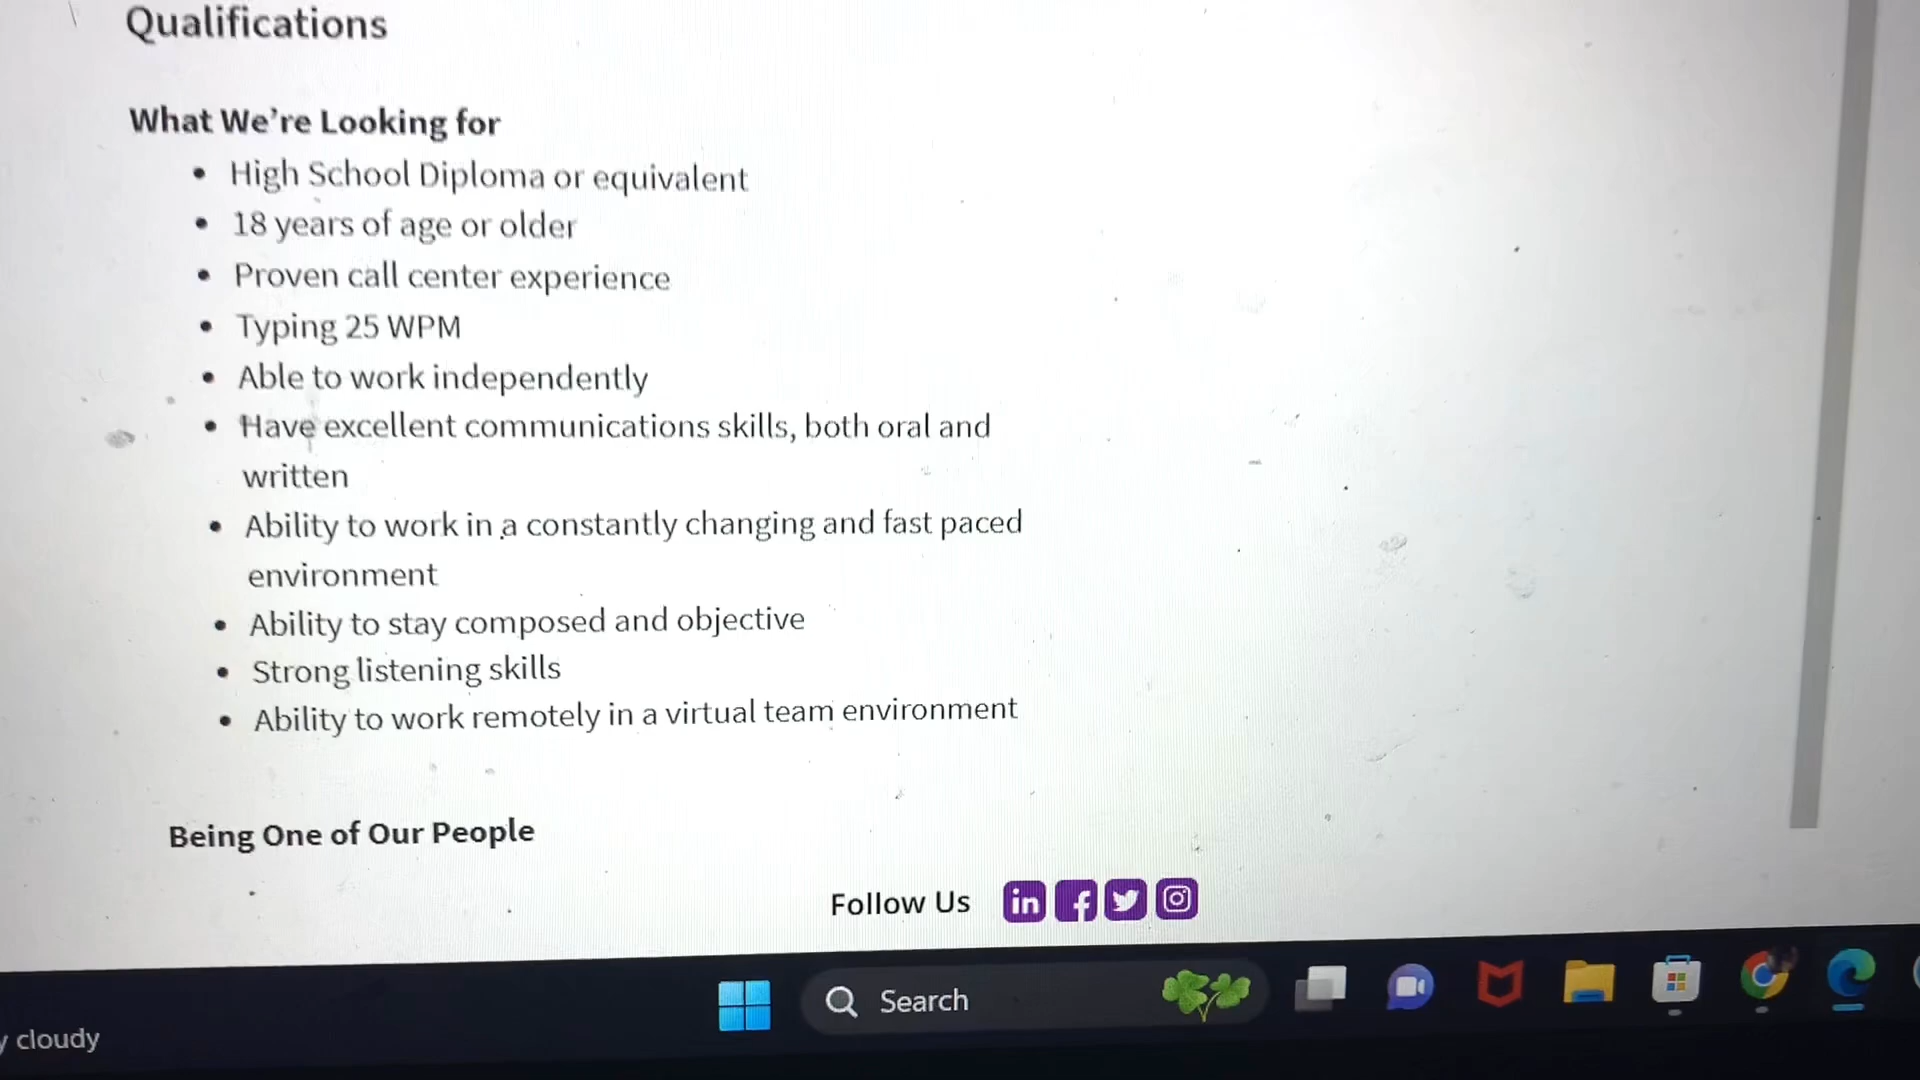 Qualifications
What We're Looking for
• High School Diploma or equivalent
• 18 years of age or older
• Proven call center experience
• Typing 25 WPM
• Able to work independently
• Have excellent communications skills, both oral and
written
• Ability to work in a constantly changing and fast paced
environment
• Ability to stay composed and objective
• Strong listening skills
• Ability to work remotely in a virtual team environment
Being One of Our People
Follow Us in f
Search
y cloudy